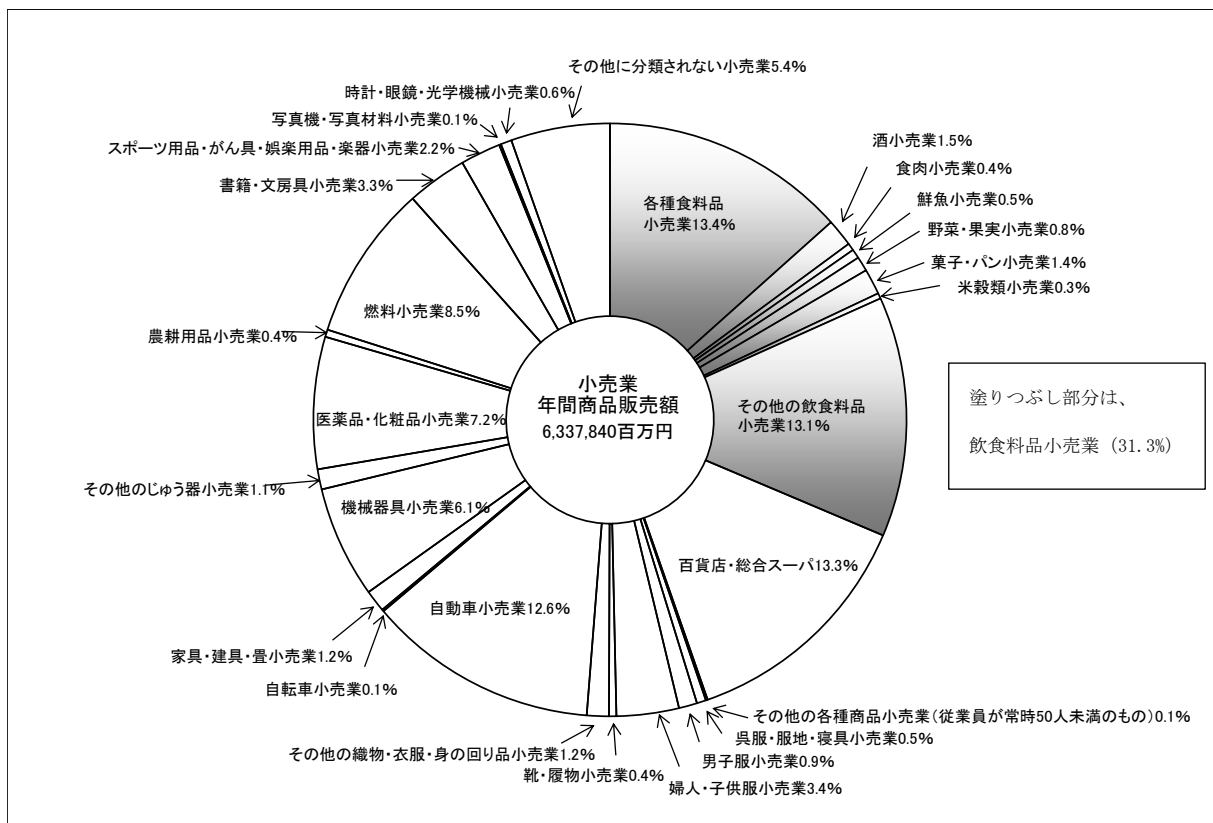 その他に分類されない小売業5.4%
時計・眼鏡・光学機械小売業0.6%
写真機・写真材料小売業0.1%
スポーツ用品・がん具・娯楽用品・楽器小売業2.2%
書籍・文房具小売業3.3%
燃料小売業8.5%
農耕用品小売業0.4%
医薬品・化粧品小売業7.2%
その他のじゅう器小売業1.1%
機械器具小売業6.1%
家具・建具・畳小売業1.2%
自転車小売業0.1%
自動車小売業12.6%
その他の織物・衣服・身の回り品小売業1.2%
靴・履物小売業0.4%
婦人・子供服小売業3.4%
男子服小売業0.9%
呉服・服地・寝具小売業0.5%
その他の各種商品小売業(従業員が常時50人未満のもの)0.1%
百貨店・総合スーパ13.3%
その他の飲食料品
小売業13.1%
米穀類小売業0.3%
菓子・パン小売業1.4%
野菜・果実小売業0.8%
鮮魚小売業0.5%
食肉小売業0.4%
酒小売業1.5%
各種食料品
小売業13.4%
小売業
年間商品販売額
6,337,840百万円
塗りつぶし部分は、
飲食料品小売業 (31.3%)